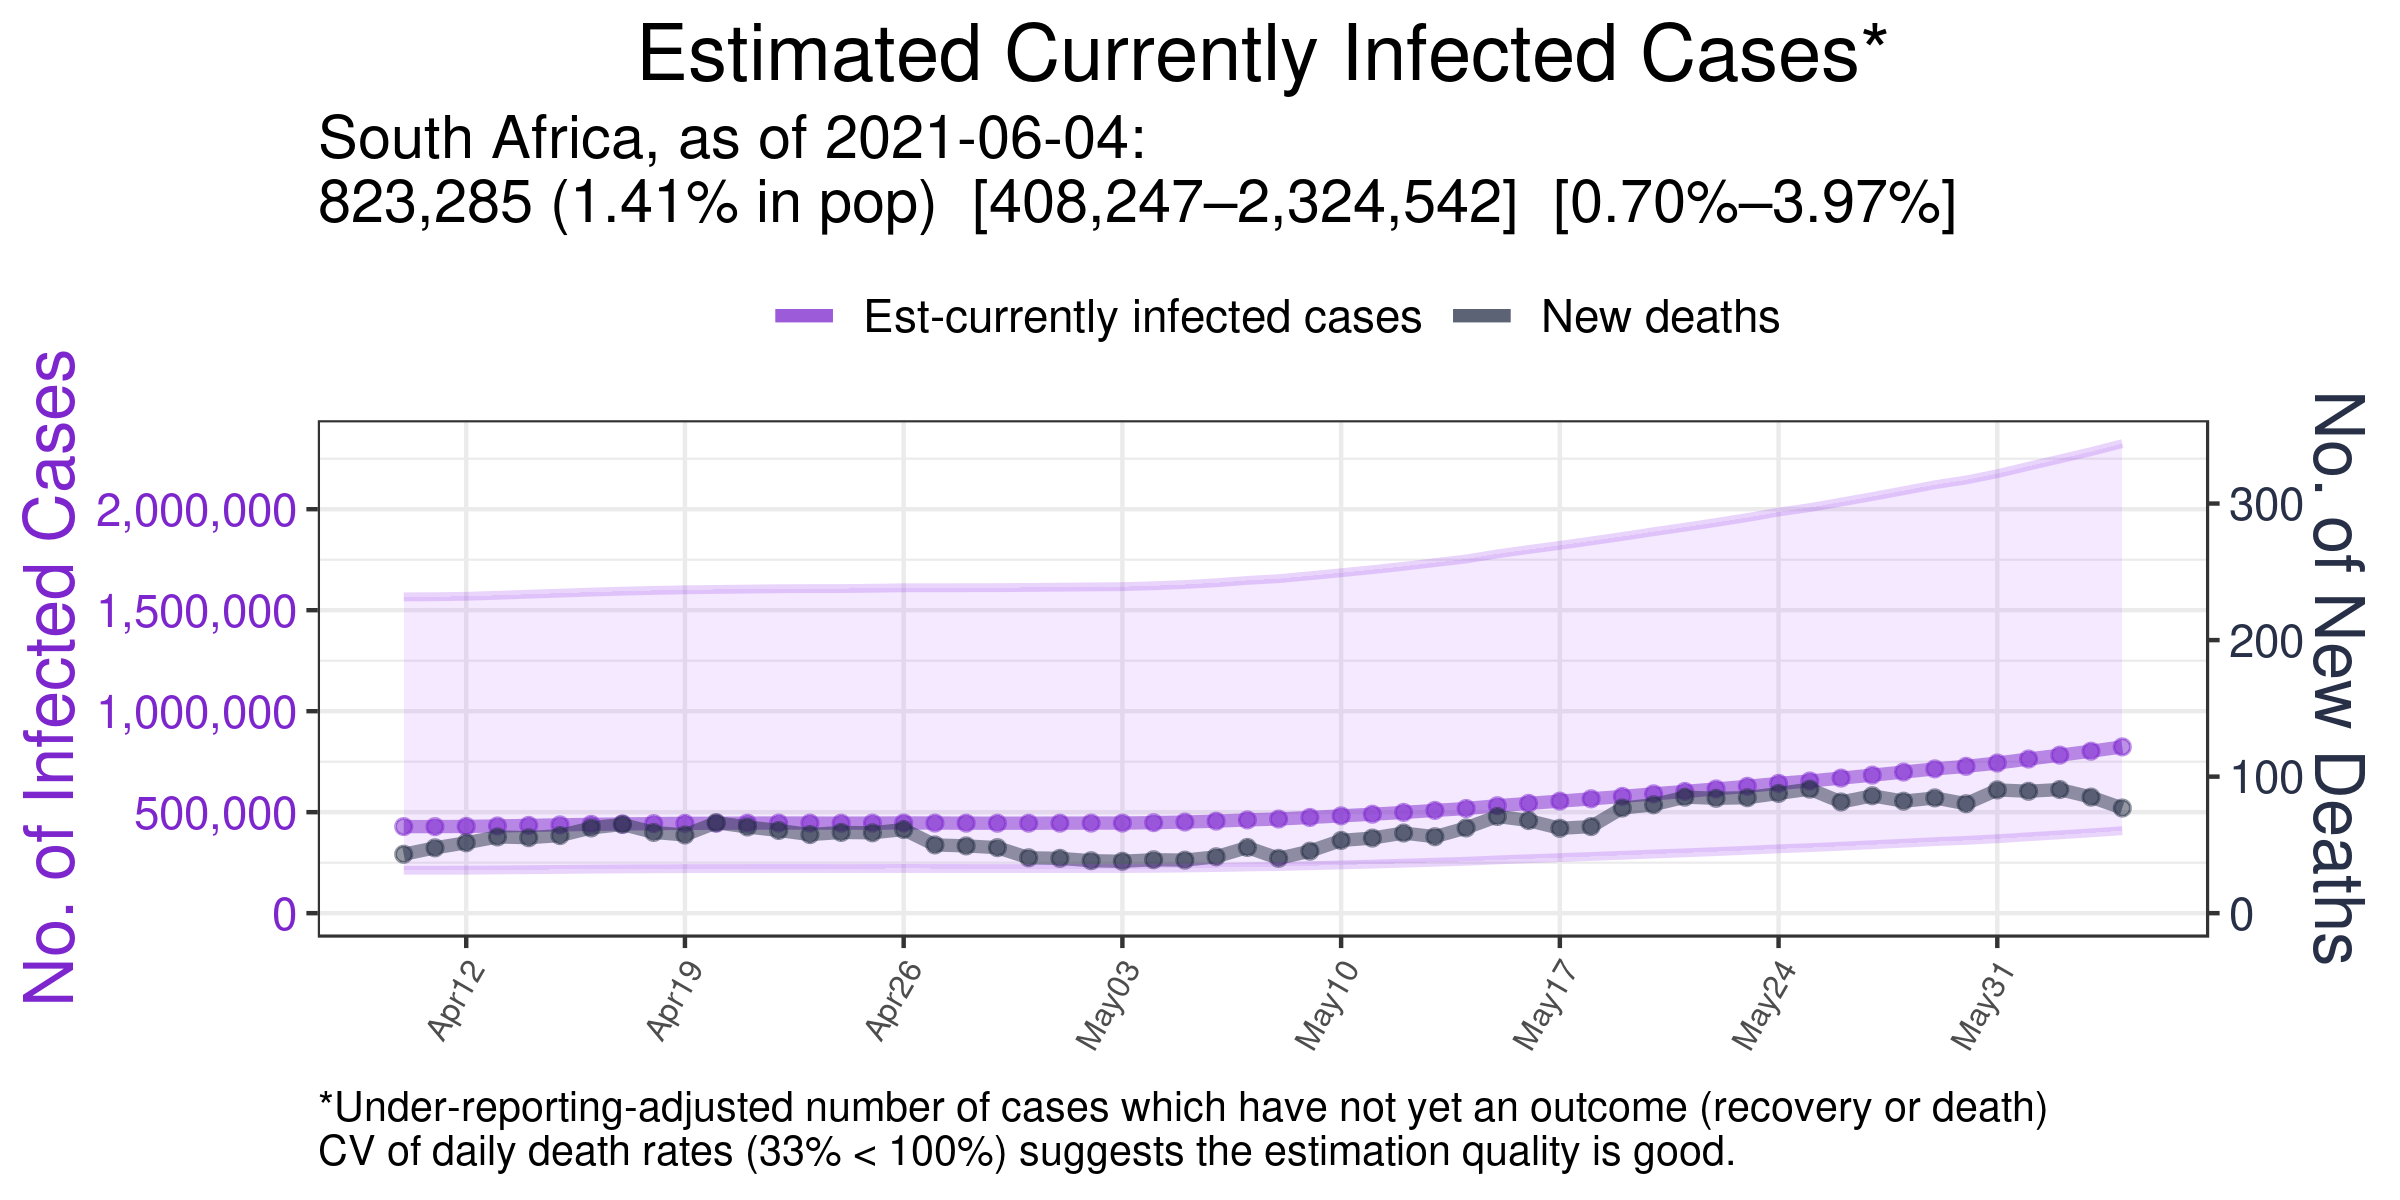 Estimated Currently Infected Cases*
South Africa, as of 2021-06-04:
823,285 (1.41% in pop)  [408,247–2,324,542]  [0.70%–3.97%]
Est-currently infected cases
New deaths
No. of Infected Cases
2,000,000
1,500,000
1,000,000
500,000
0
No. of New Deaths
300
200
100
0
Apr12
Apr19
Apr26
May03
May10
May17
May24
May31
*Under-reporting-adjusted number of cases which have not yet an outcome (recovery or death)
CV of daily death rates (33% < 100%) suggests the estimation quality is good.